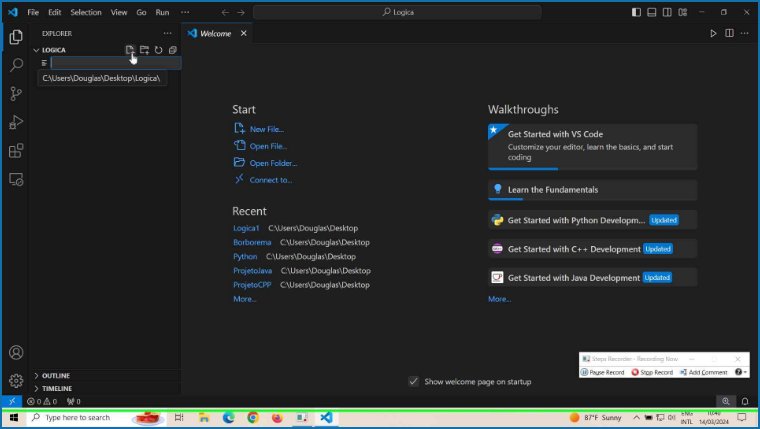 File Edit Selection View Go Run
Logica
EXPLORER
Welcome
LOGICA
C:\Users\Douglas\Desktop\Logica\
Start
New File...
Open File...
Open Folder...
Connect to...
Recent
Logica1 C:\Users\Douglas\Desktop
Borborema C:\Users\Douglas\Desktop
Python C:\Users\Douglas\Desktop
ProjetoJava C:\Users\Douglas\Desktop
ProjetoCPP C:\Users\Douglas\Desktop
More...
Walkthroughs
Get Started with VS Code
Customize your editor, learn the basics, and start
coding
Learn the Fundamentals
Get Started with Python Developm... Updated
Get Started with C++ Development Updated
Get Started with Java Development Updated
More...
Steps Recorder - Recording Now
Pause Record Stop Record Add Comment
OUTLINE
TIMELINE
Show welcome page on startup
0 0 0
Type here to search
87°F Sunny
ENG
INTL
10:40
14/03/2024